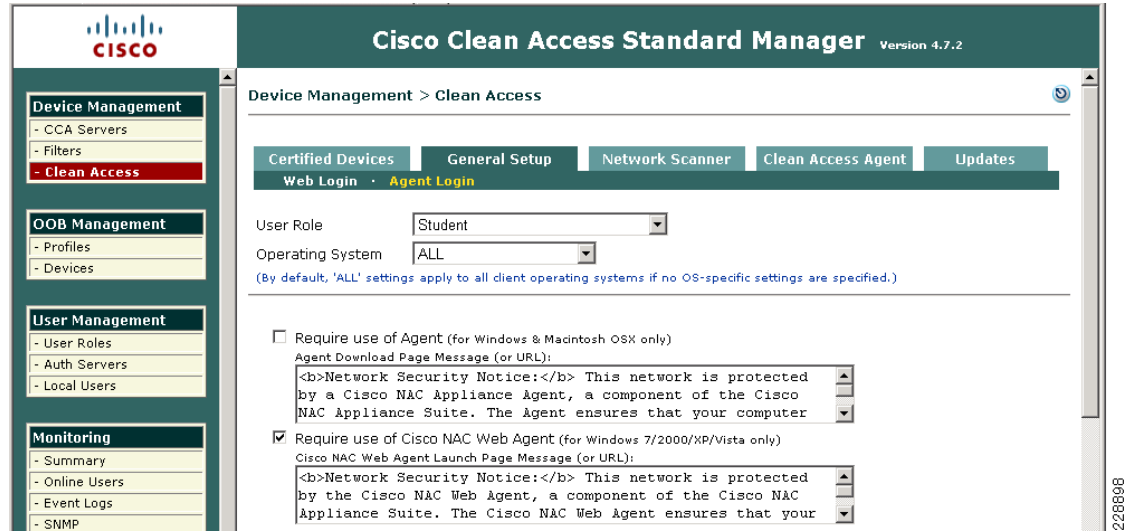 CISCO
Cisco Clean Access Standard Manager Version 4.7.2
Device Management
- CCA Servers
- Filters
- Clean Access
OOB Management
- Profiles
- Devices
User Management
- User Roles
- Auth Servers
- Local Users
Monitoring
- Summary
- Online Users
- Event Logs
- SNMP
Device Management > Clean Access
Certified Devices General Setup Network Scanner Clean Access Agent Updates
Web Login · Agent Login
User Role Student
Operating System ALL
(By default, 'ALL' settings apply to all client operating systems if no OS-specific settings are specified.)
Require use of Agent (for Windows & Macintosh OSX only)
Agent Download Page Message (or URL):
<b>Network Security Notice:</b> This network is protected
by a Cisco NAC Appliance Agent, a component of the Cisco
NAC Appliance Suite. The Agent ensures that your computer
Require use of Cisco NAC Web Agent (for Windows 7/2000/XP/Vista only)
Cisco NAC Web Agent Launch Page Message (or URL):
<b>Network Security Notice:</b> This network is protected
by the Cisco NAC Web Agent, a component of the Cisco NAC
Appliance Suite. The Cisco NAC Web Agent ensures that your
228898